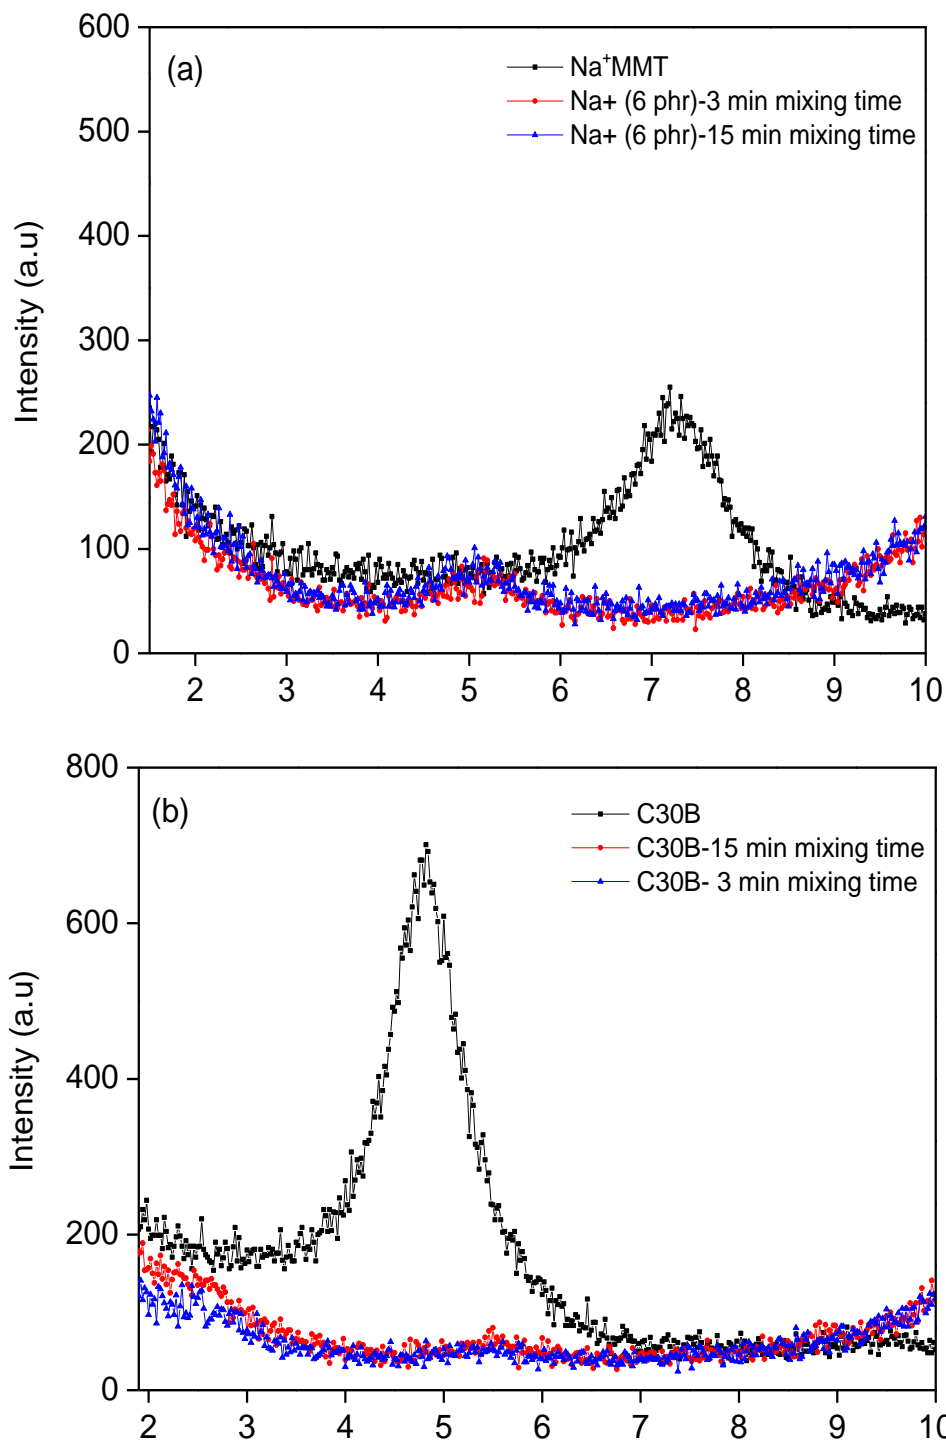 600
(a)
Na⁺MMT
Na+ (6 phr)-3 min mixing time
Na+ (6 phr)-15 min mixing time
500
400
300
200
100
0
Intensity (a.u)
2 3 4 5 6 7 8 9 10
800
(b)
C30B
C30B-15 min mixing time
C30B- 3 min mixing time
600
400
200
0
Intensity (a.u)
2 3 4 5 6 7 8 9 10